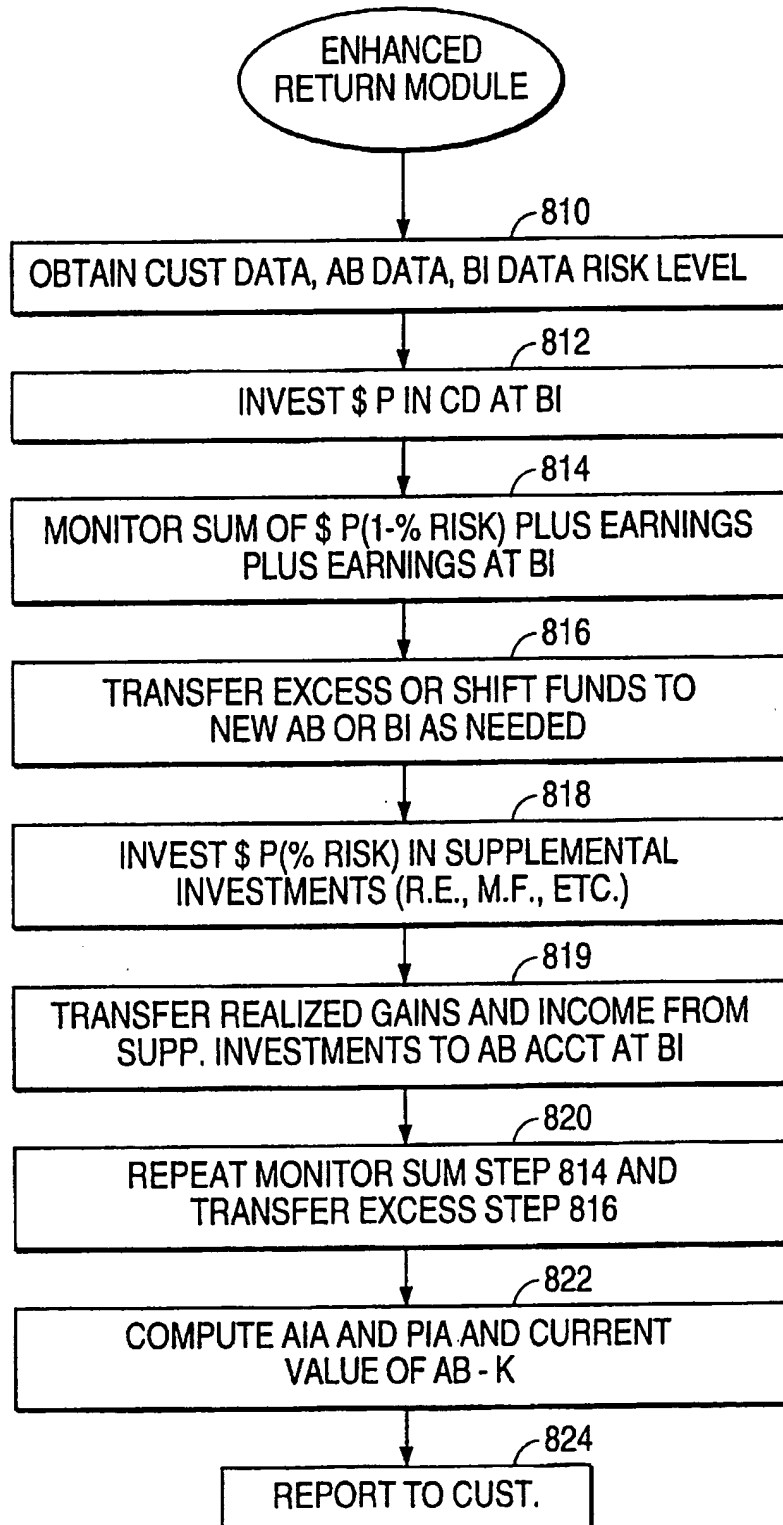 ENHANCED
RETURN MODULE
810
OBTAIN CUST DATA, AB DATA, BI DATA RISK LEVEL
812
INVEST $ P IN CD AT BI
814
MONITOR SUM OF $ P(1-% RISK) PLUS EARNINGS
PLUS EARNINGS AT BI
816
TRANSFER EXCESS OR SHIFT FUNDS TO
NEW AB OR BI AS NEEDED
818
INVEST $ P(% RISK) IN SUPPLEMENTAL
INVESTMENTS (R.E., M.F., ETC.)
819
TRANSFER REALIZED GAINS AND INCOME FROM
SUPP. INVESTMENTS TO AB ACCT AT BI
820
REPEAT MONITOR SUM STEP 814 AND
TRANSFER EXCESS STEP 816
822
COMPUTE AIA AND PIA AND CURRENT
VALUE OF AB - K
824
REPORT TO CUST.